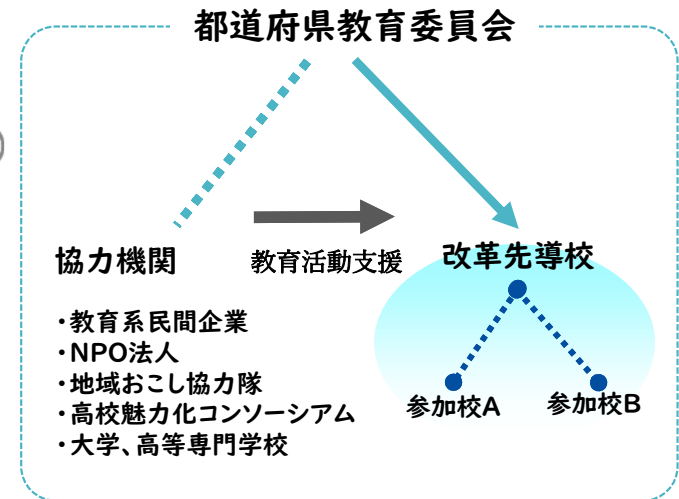 都道府県教育委員会
協力機関
教育活動支援
改革先導校
・教育系民間企業
・NPO法人
・地域おこし協力隊
・高校魅力化コンソーシアム
・大学、高等専門学校
参加校A
参加校B